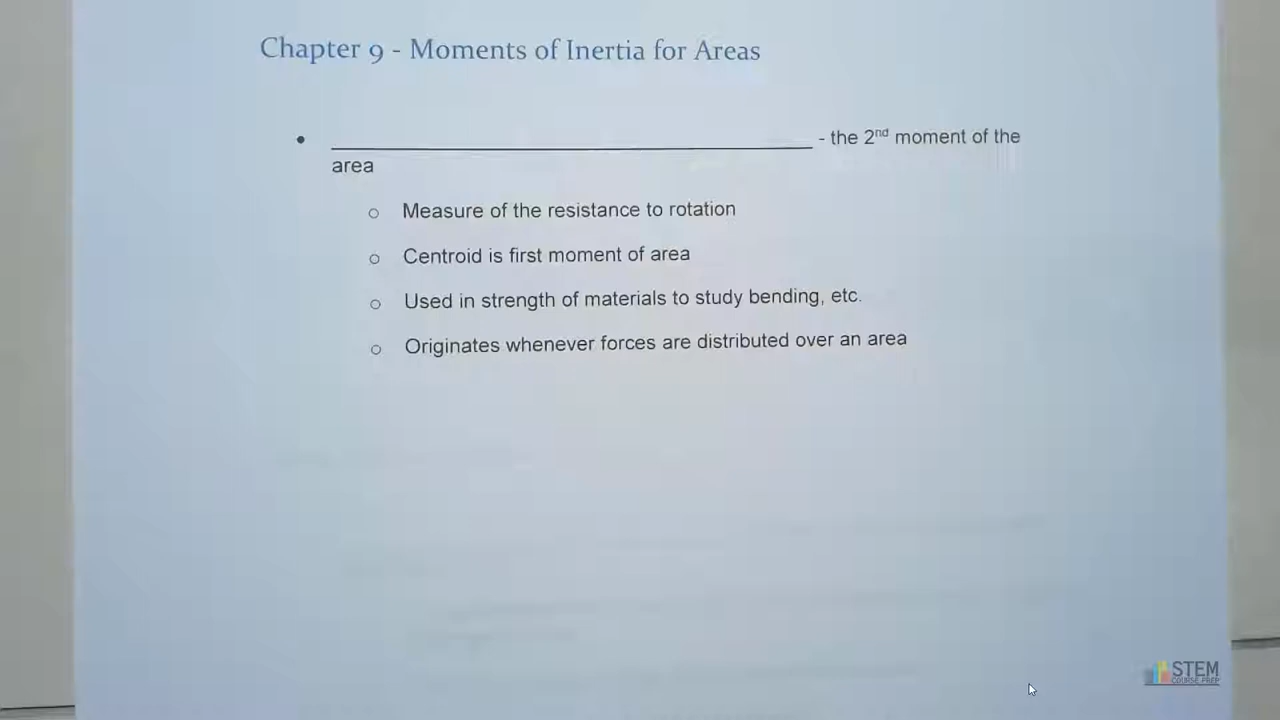 Chapter 9 - Moments of Inertia for Areas
- the 2nd moment of the
area
Measure of the resistance to rotation
Centroid is first moment of area
Used in strength of materials to study bending, etc.
Originates whenever forces are distributed over an area
STEM
COURSE PREP